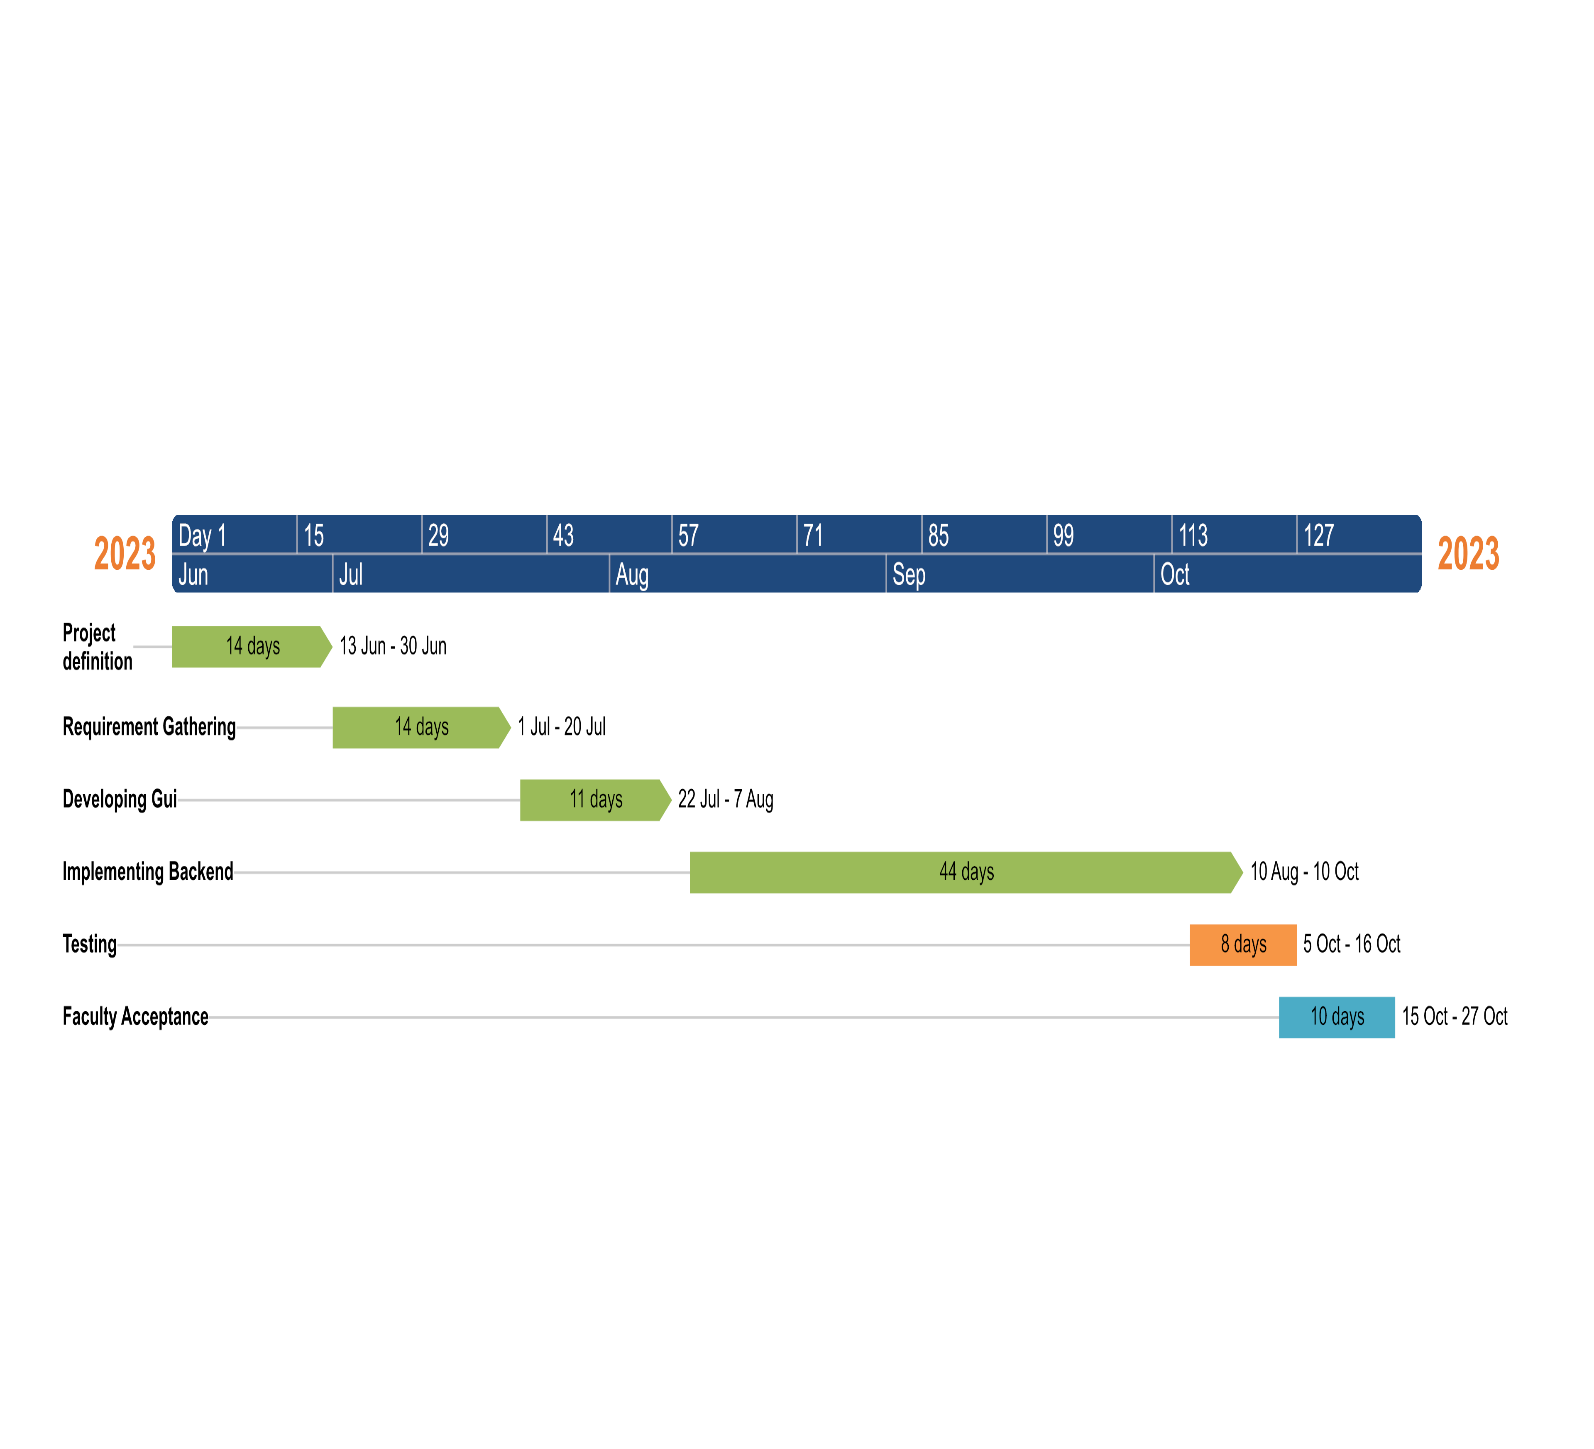 2023
Day 1 15 29 43 57 71 85 99 113 127
Jun Jul Aug Sep Oct
2023
Project
definition
14 days
13 Jun - 30 Jun
Requirement Gathering
14 days
1 Jul - 20 Jul
Developing Gui
11 days
22 Jul - 7 Aug
Implementing Backend
44 days
10 Aug - 10 Oct
Testing
8 days
5 Oct - 16 Oct
Faculty Acceptance
10 days
15 Oct - 27 Oct